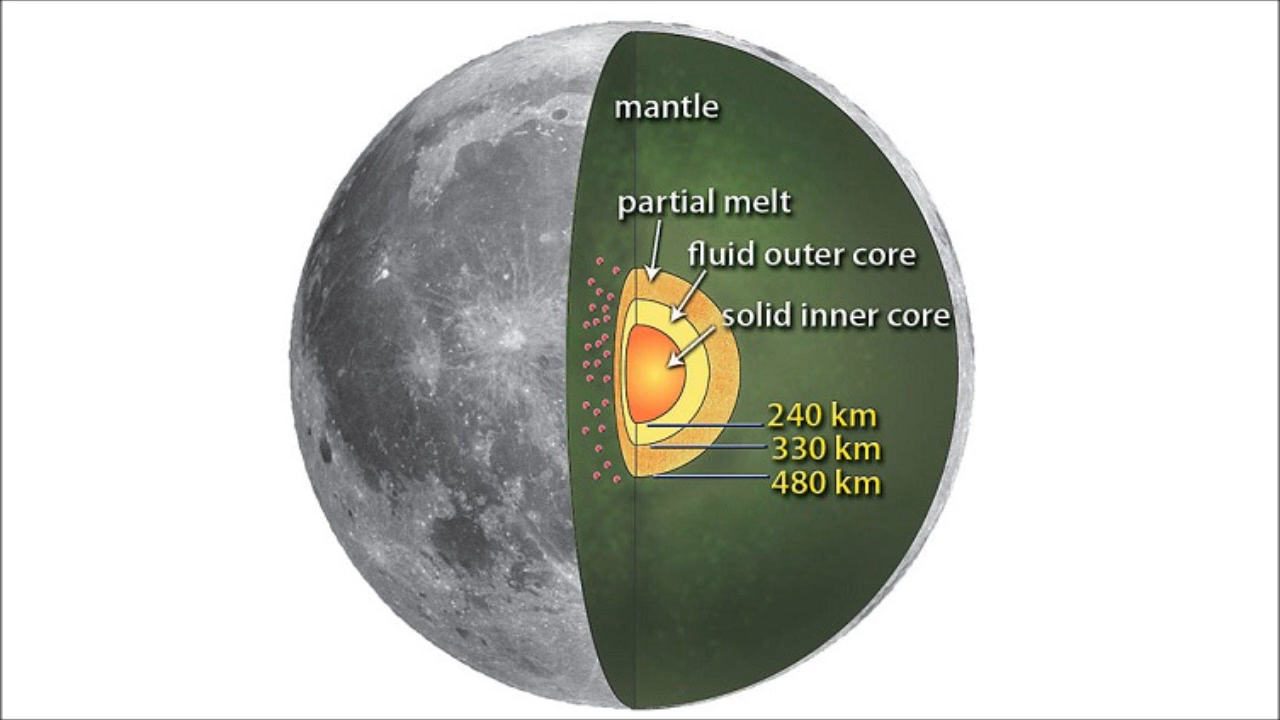 mantle
partial melt
fluid outer core
solid inner core
240 km
330 km
480 km